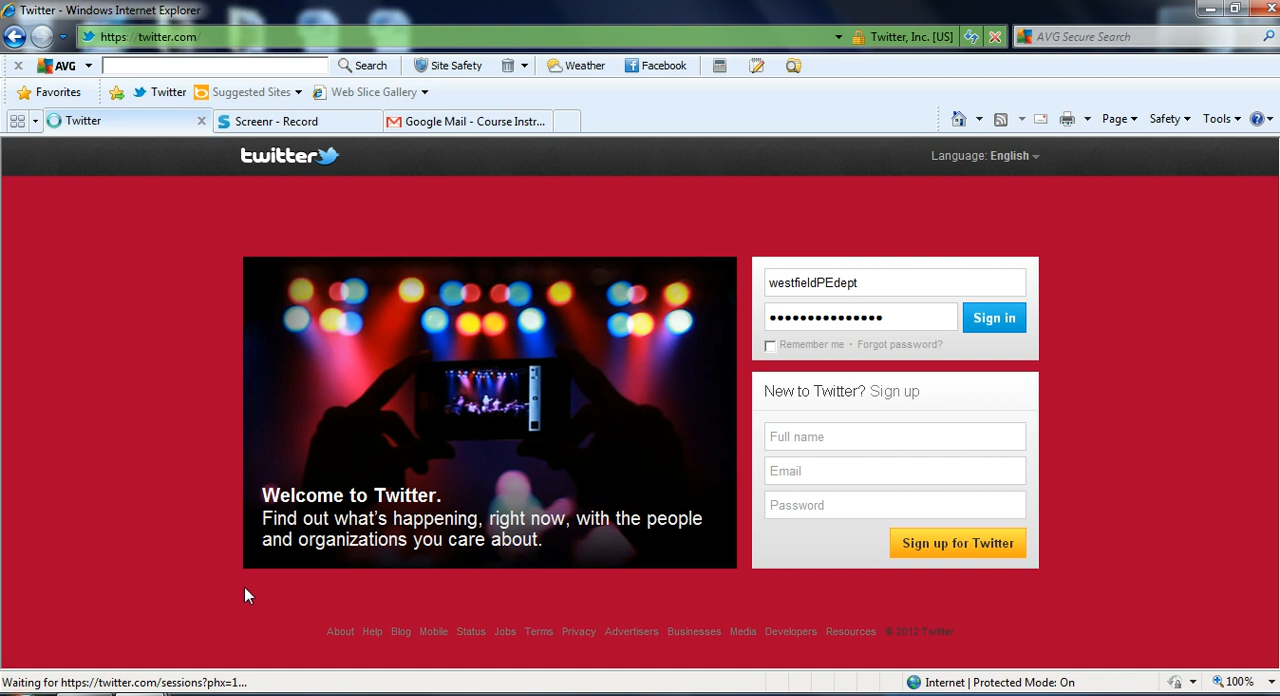 Twitter - Windows Internet Explorer
https://twitter.com/
Twitter, Inc. [US]
AVG Secure Search
AVG
Search
Site Safety
Weather
Facebook
Favorites
Twitter
Suggested Sites
Web Slice Gallery
Twitter
Screenr - Record
Google Mail - Course Instr...
Page
Safety
Tools
twitter
Language: English
westfieldPEdept
Sign in
Remember me · Forgot password?
New to Twitter? Sign up
Full name
Email
Password
Sign up for Twitter
Welcome to Twitter.
Find out what's happening, right now, with the people
and organizations you care about.
About Help Blog Mobile Status Jobs Terms Privacy Advertisers Businesses Media Developers Resources © 2012 Twitter
Waiting for https://twitter.com/sessions?phx=1...
Internet | Protected Mode: On
100%